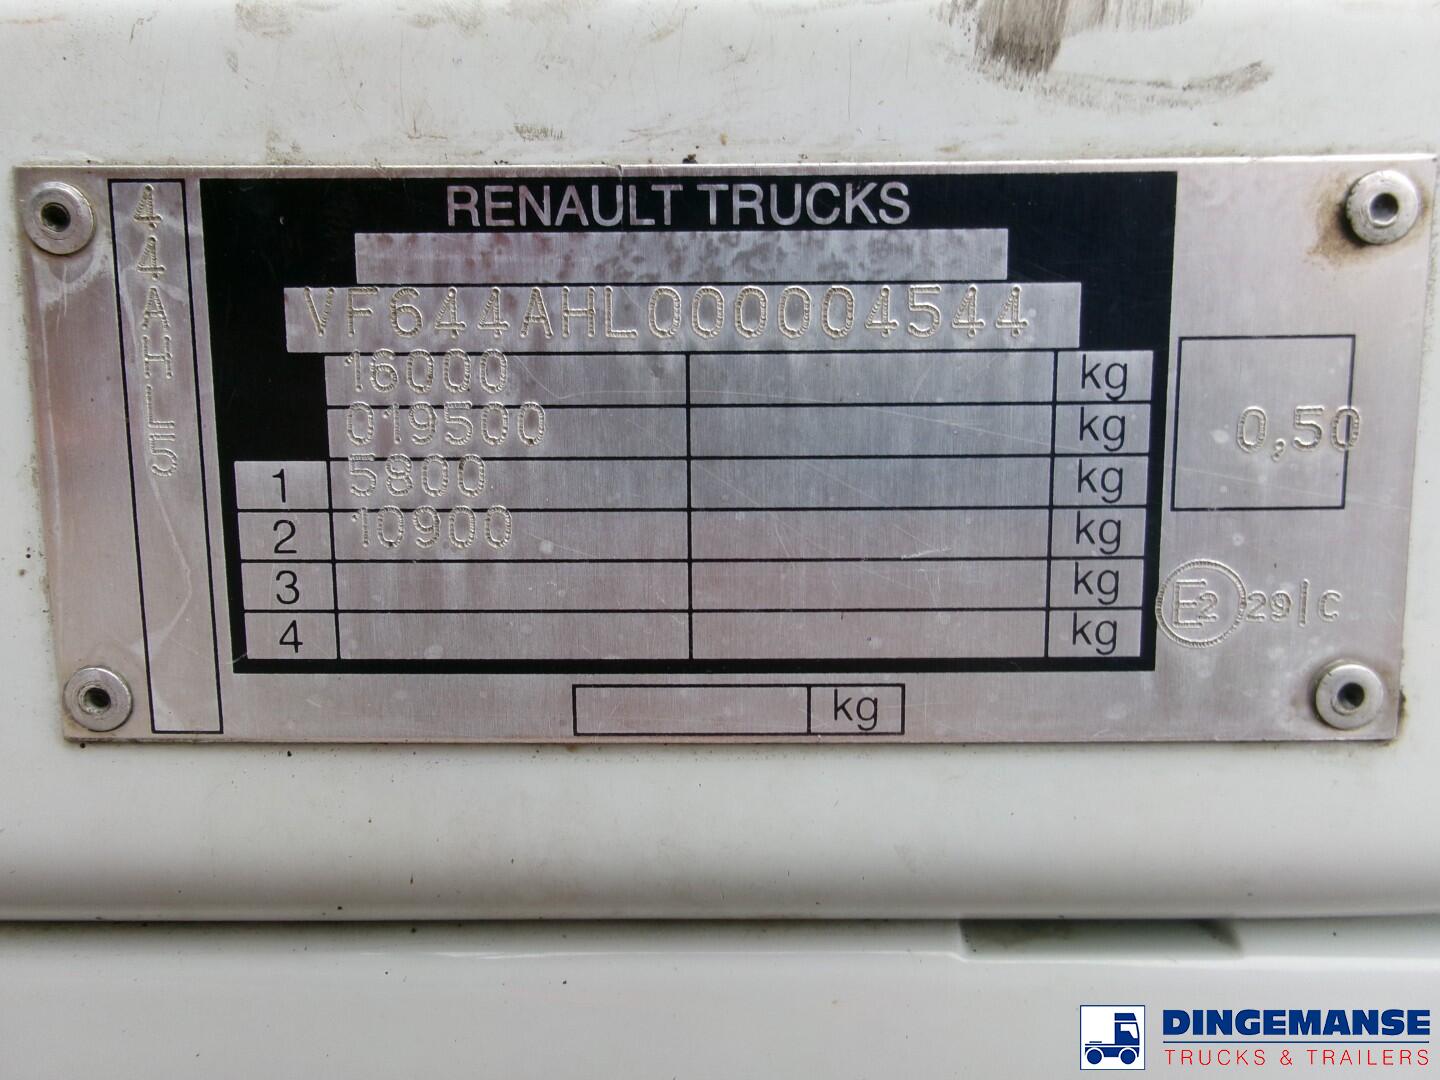 44AHL5
RENAULT TRUCKS
VF644AHL000004544
16000 kg
019500 kg
1 5800 kg
2 10900 kg
3 kg
4 kg
kg
0,50
E2 29/C
DINGEMANSE
TRUCKS & TRAILERS